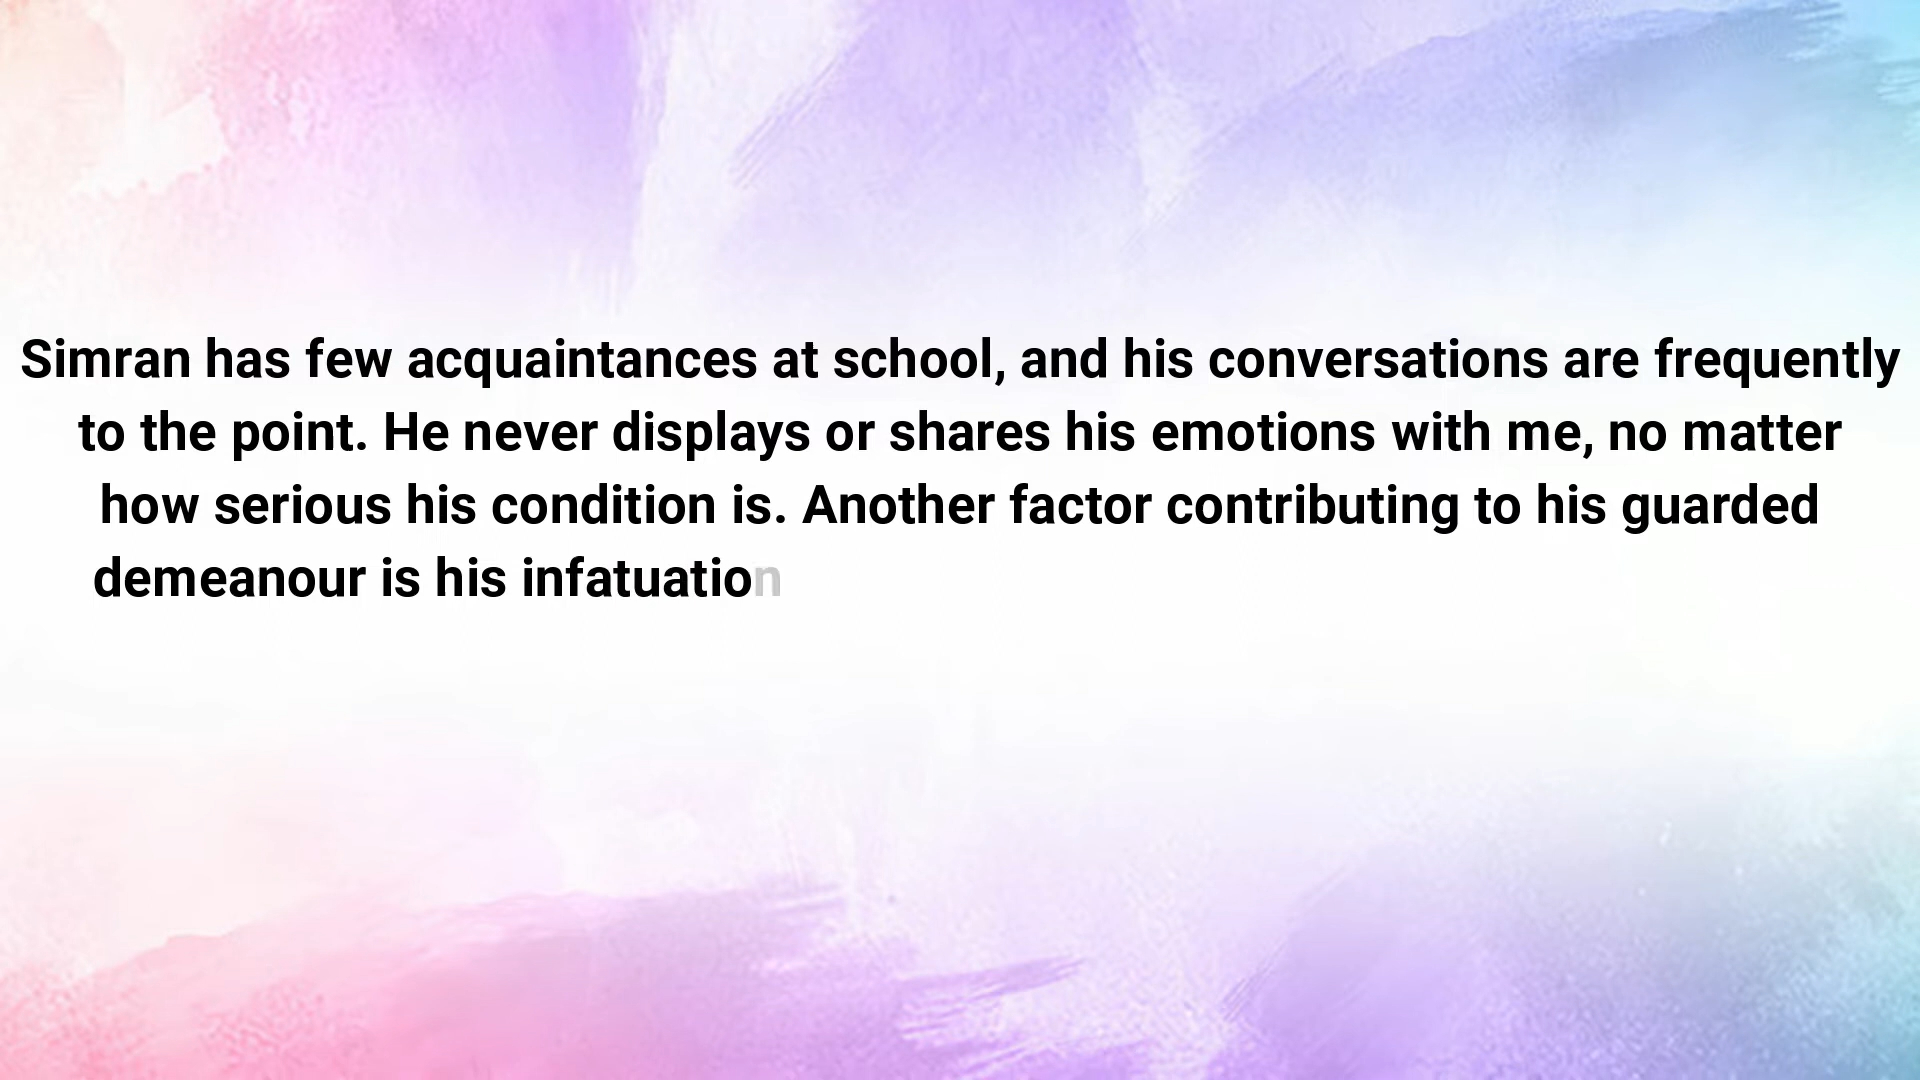 Simran has few acquaintances at school, and his conversations are frequently
to the point. He never displays or shares his emotions with me, no matter
how serious his condition is. Another factor contributing to his guarded
demeanour is his infatuation